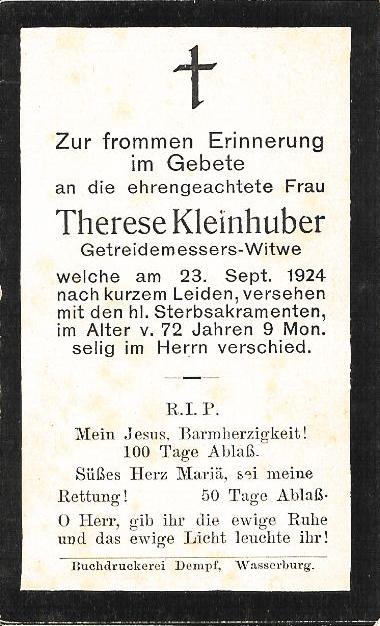 Zur frommen Erinnerung
im Gebete
an die ehrengeachtete Frau
Therese Kleinhuber
Getreidemessers-Witwe
welche am 23. Sept. 1924
nach kurzem Leiden, versehen
mit den hl. Sterbsakramenten,
im Alter v. 72 Jahren 9 Mon.
selig im Herrn verschied.
R. I. P.
Mein Jesus, Barmherzigkeit!
100 Tage Ablaß.
Süßes Herz Mariä, sei meine
Rettung! 50 Tage Ablaß.
O Herr, gib ihr die ewige Ruhe
und das ewige Licht leuchte ihr!
Buchdruckerei Dempf, Wasserburg.